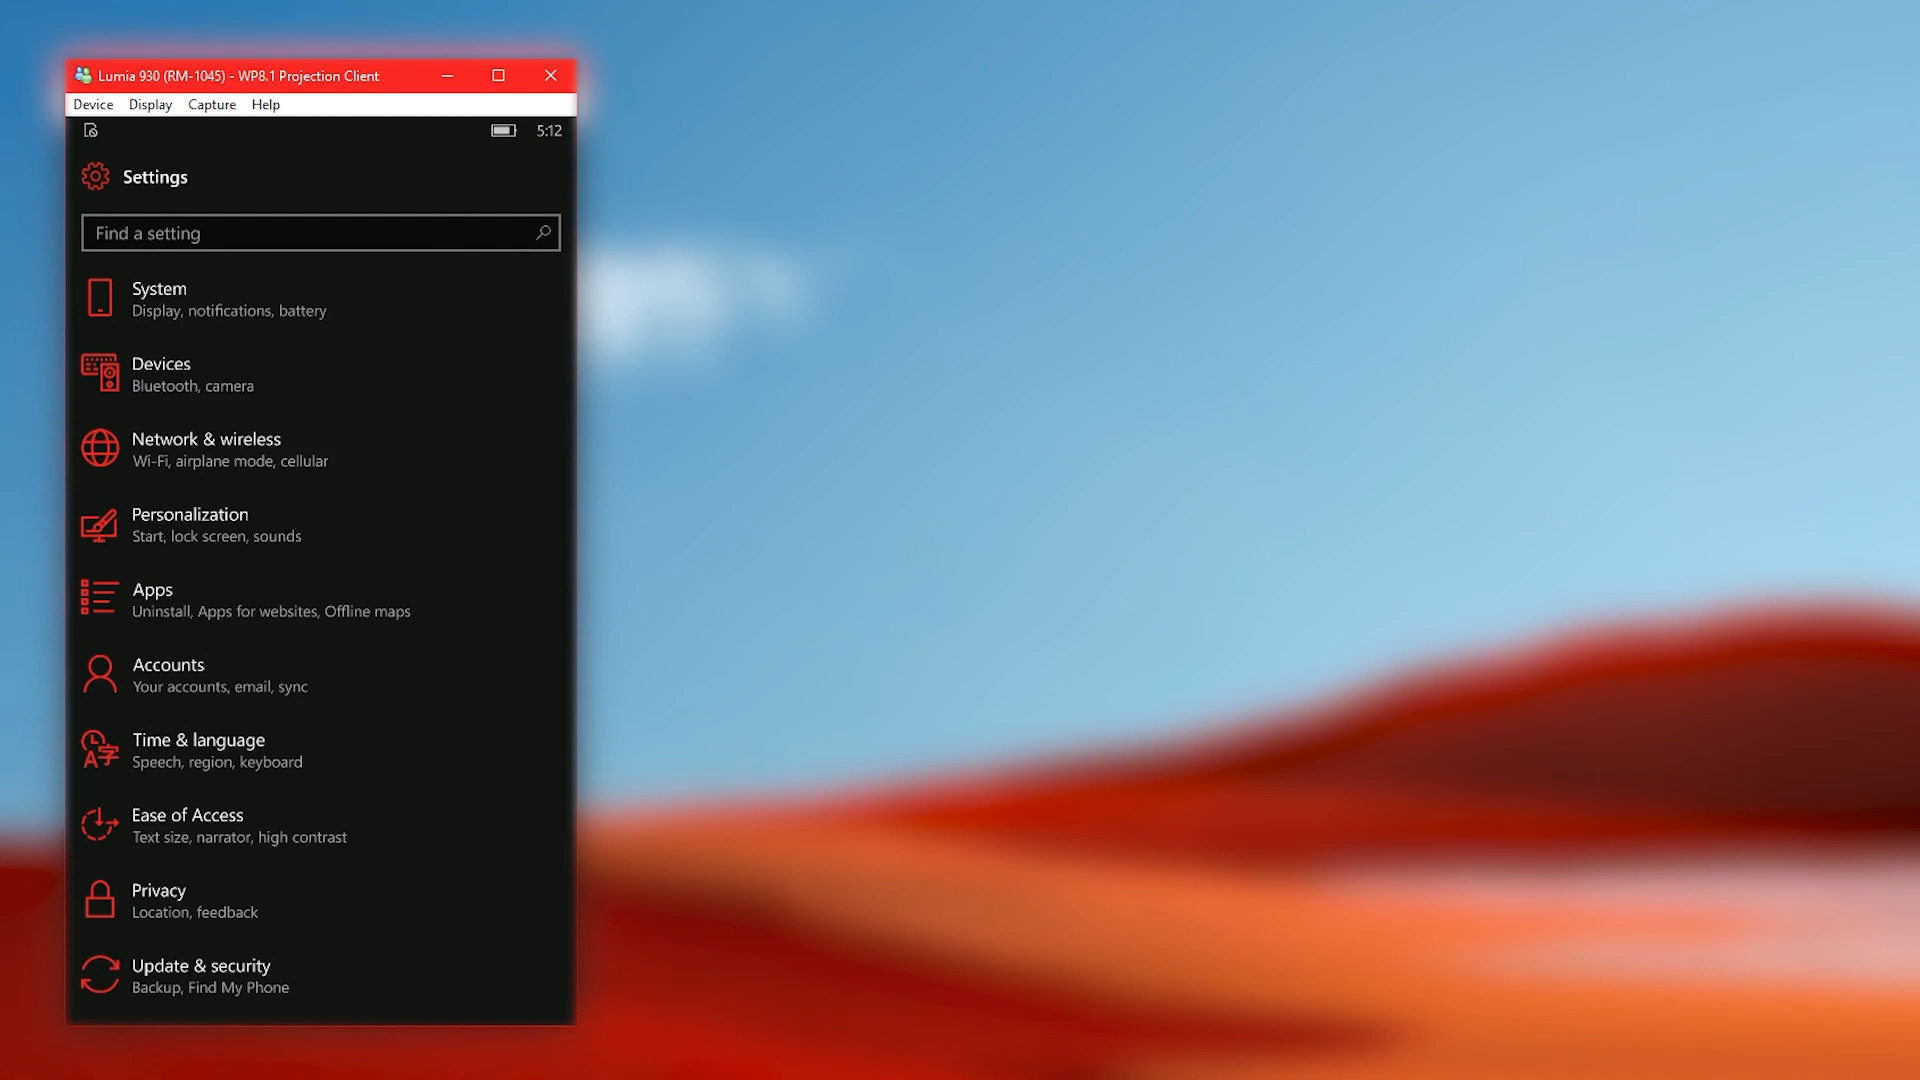 Lumia 930 (RM-1045) - WP8.1 Projection Client
Device Display Capture Help
5:12
Settings
Find a setting
System
Display, notifications, battery
Devices
Bluetooth, camera
Network & wireless
Wi-Fi, airplane mode, cellular
Personalization
Start, lock screen, sounds
Apps
Uninstall, Apps for websites, Offline maps
Accounts
Your accounts, email, sync
Time & language
Speech, region, keyboard
Ease of Access
Text size, narrator, high contrast
Privacy
Location, feedback
Update & security
Backup, Find My Phone